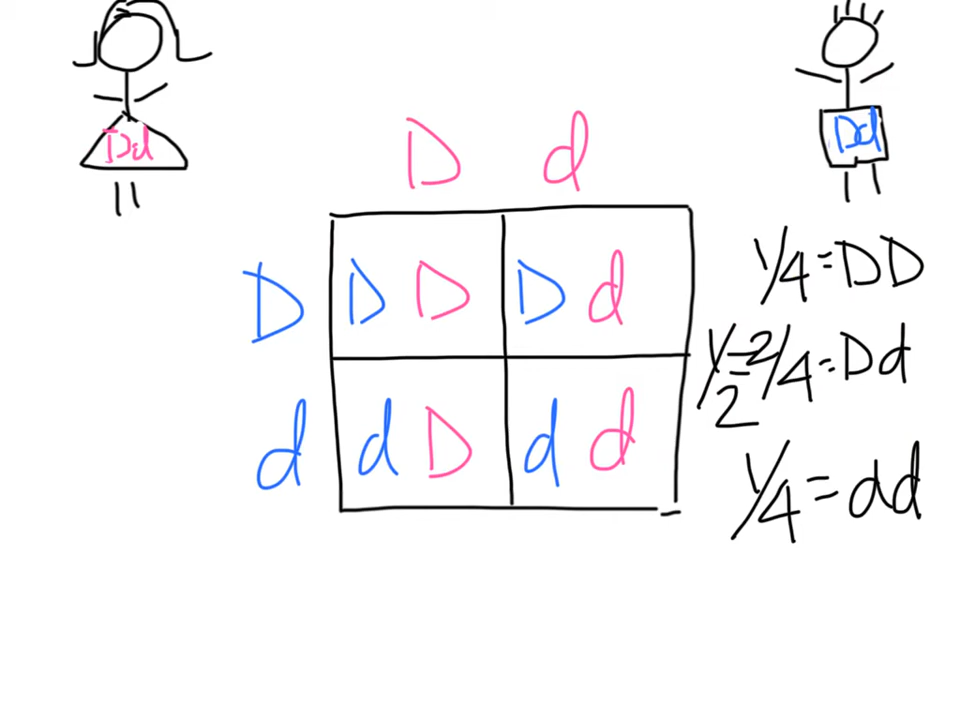 Dd
Dd
D d
D DD Dd
d dD dd
1/4=DD
1/2=2/4=Dd
1/4=dd